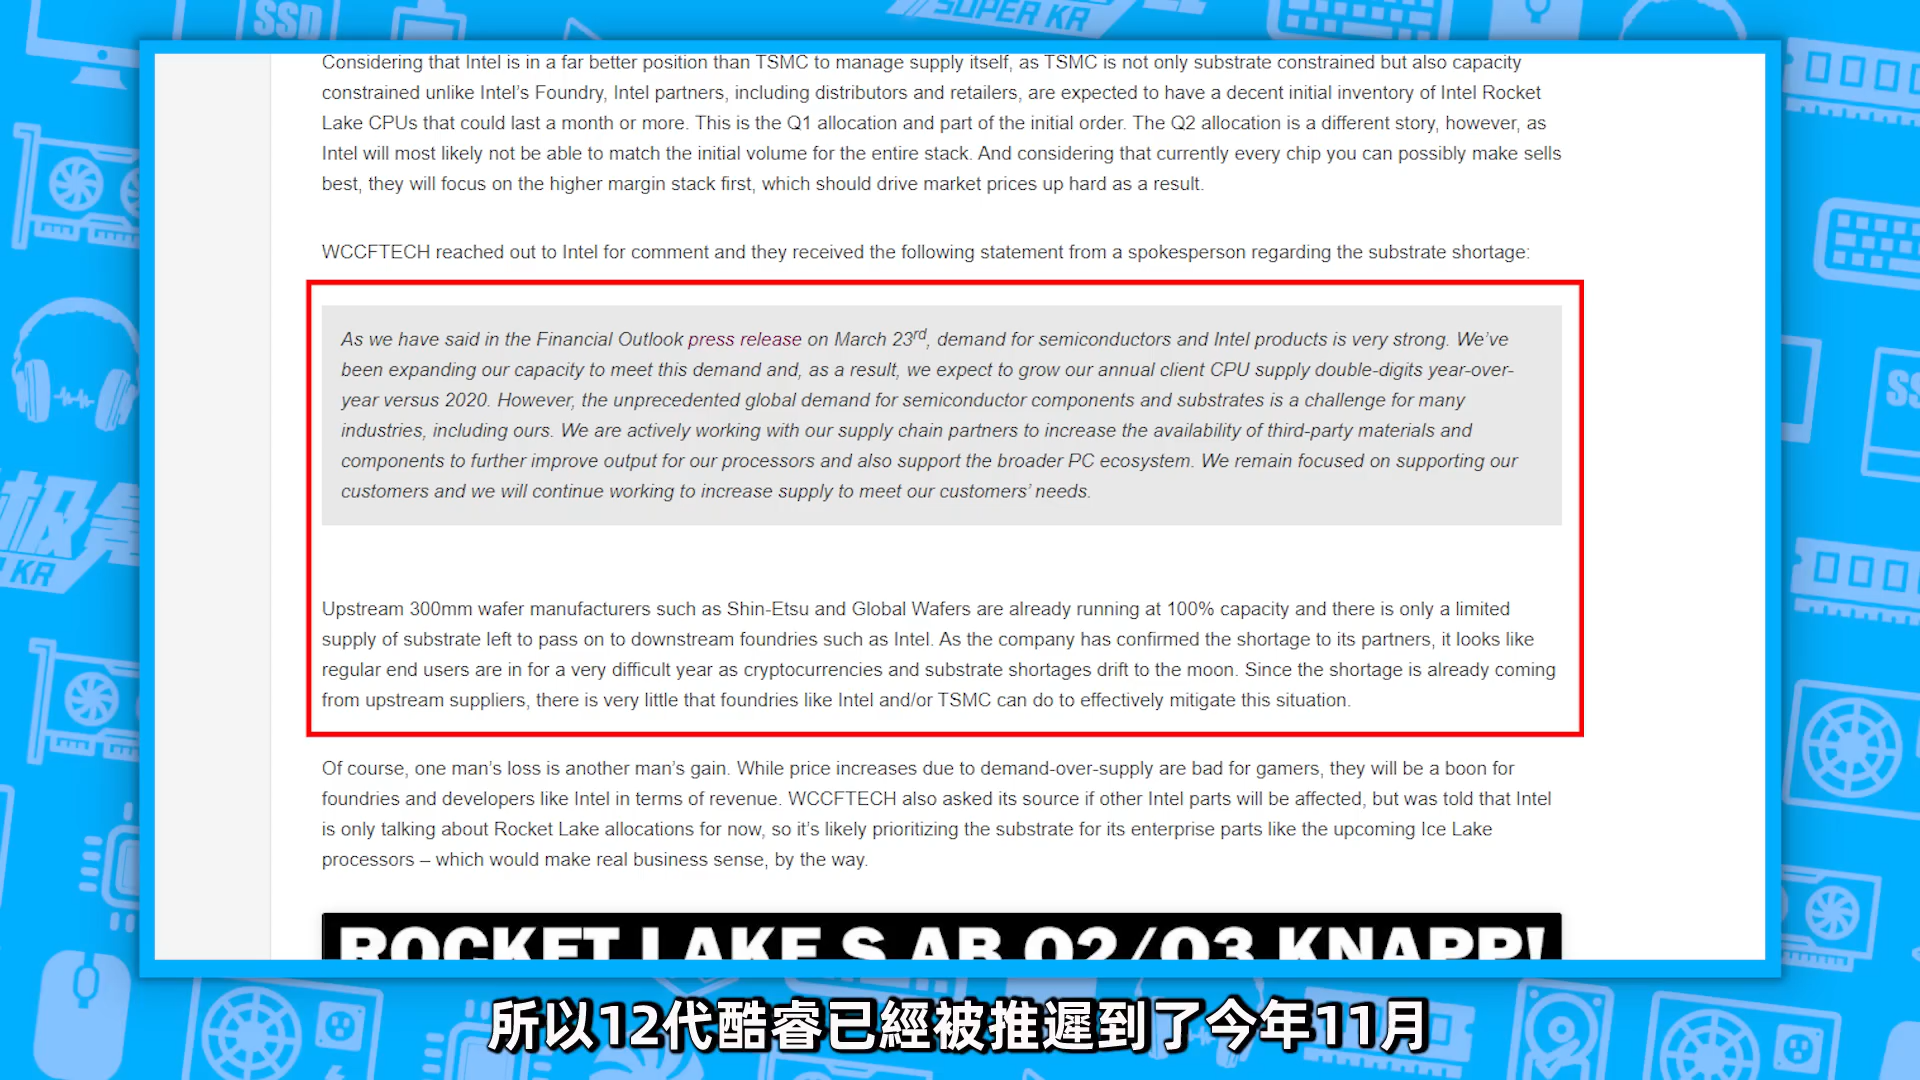 SSD
SUPER KR
Considering that Intel is in a far better position than TSMC to manage supply itself, as TSMC is not only substrate constrained but also capacity
constrained unlike Intel's Foundry, Intel partners, including distributors and retailers, are expected to have a decent initial inventory of Intel Rocket
Lake CPUs that could last a month or more. This is the Q1 allocation and part of the initial order. The Q2 allocation is a different story, however, as
Intel will most likely not be able to match the initial volume for the entire stack. And considering that currently every chip you can possibly make sells
best, they will focus on the higher margin stack first, which should drive market prices up hard as a result.
WCCFTECH reached out to Intel for comment and they received the following statement from a spokesperson regarding the substrate shortage:
As we have said in the Financial Outlook press release on March 23rd, demand for semiconductors and Intel products is very strong. We've
been expanding our capacity to meet this demand and, as a result, we expect to grow our annual client CPU supply double-digits year-over-
year versus 2020. However, the unprecedented global demand for semiconductor components and substrates is a challenge for many
industries, including ours. We are actively working with our supply chain partners to increase the availability of third-party materials and
components to further improve output for our processors and also support the broader PC ecosystem. We remain focused on supporting our
customers and we will continue working to increase supply to meet our customers' needs.
Upstream 300mm wafer manufacturers such as Shin-Etsu and Global Wafers are already running at 100% capacity and there is only a limited
supply of substrate left to pass on to downstream foundries such as Intel. As the company has confirmed the shortage to its partners, it looks like
regular end users are in for a very difficult year as cryptocurrencies and substrate shortages drift to the moon. Since the shortage is already coming
from upstream suppliers, there is very little that foundries like Intel and/or TSMC can do to effectively mitigate this situation.
Of course, one man's loss is another man's gain. While price increases due to demand-over-supply are bad for gamers, they will be a boon for
foundries and developers like Intel in terms of revenue. WCCFTECH also asked its source if other Intel parts will be affected, but was told that Intel
is only talking about Rocket Lake allocations for now, so it's likely prioritizing the substrate for its enterprise parts like the upcoming Ice Lake
processors – which would make real business sense, by the way.
ROCKET LAKE S AB Q2/Q3 KNAPP!
极氪
KR
所以12代酷睿已經被推遲到了今年11月